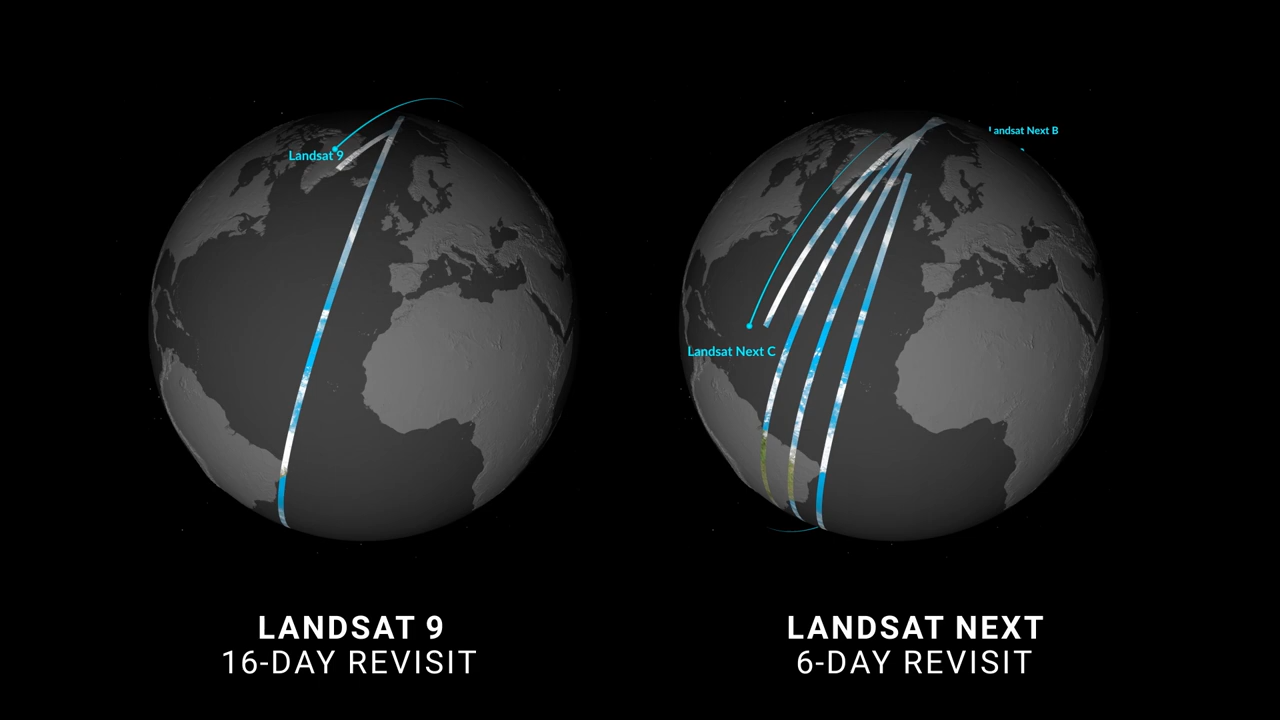 Landsat 9
Landsat Next B
Landsat Next C
LANDSAT 9
16-DAY REVISIT
LANDSAT NEXT
6-DAY REVISIT